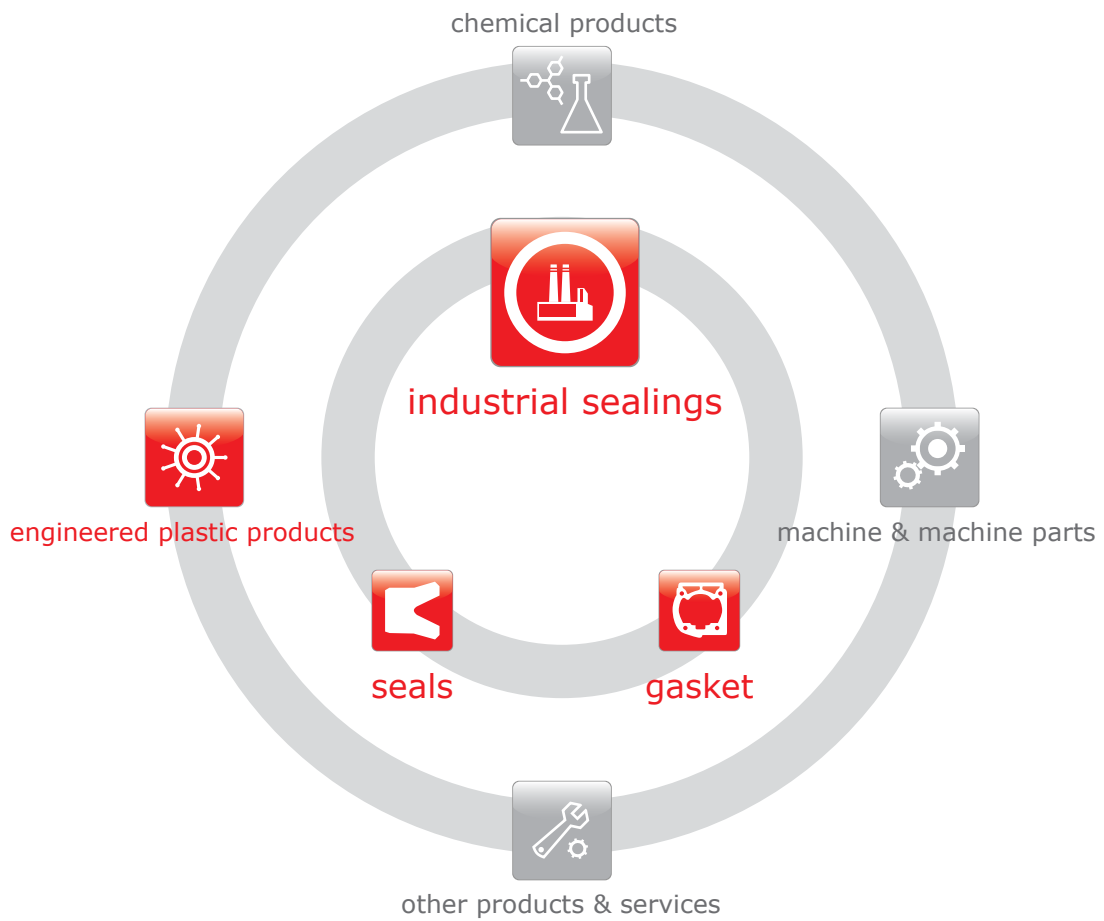 chemical products
industrial sealings
engineered plastic products
machine & machine parts
seals
gasket
other products & services